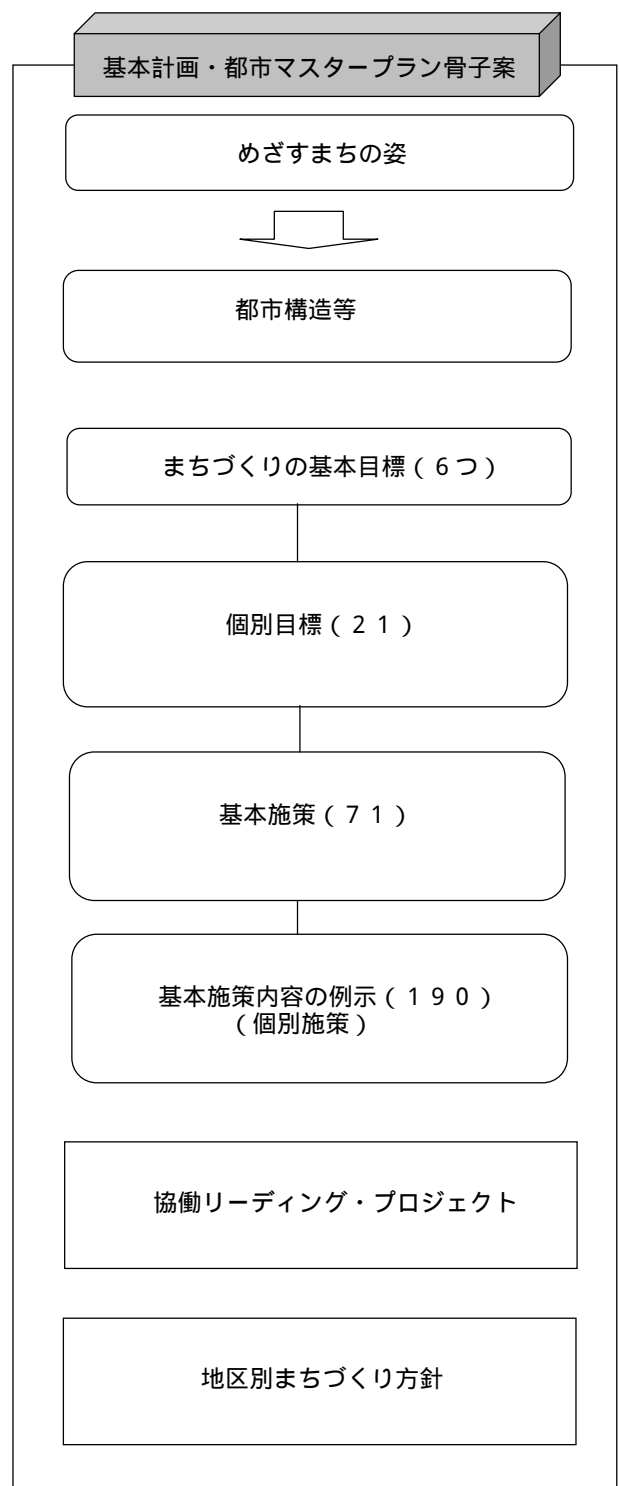 基本計画・都市マスタープラン骨子案
めざすまちの姿
都市構造等
まちづくりの基本目標（６つ）
個別目標（２１）
基本施策（７１）
基本施策内容の例示（１９０）
（個別施策）
協働リーディング・プロジェクト
地区別まちづくり方針